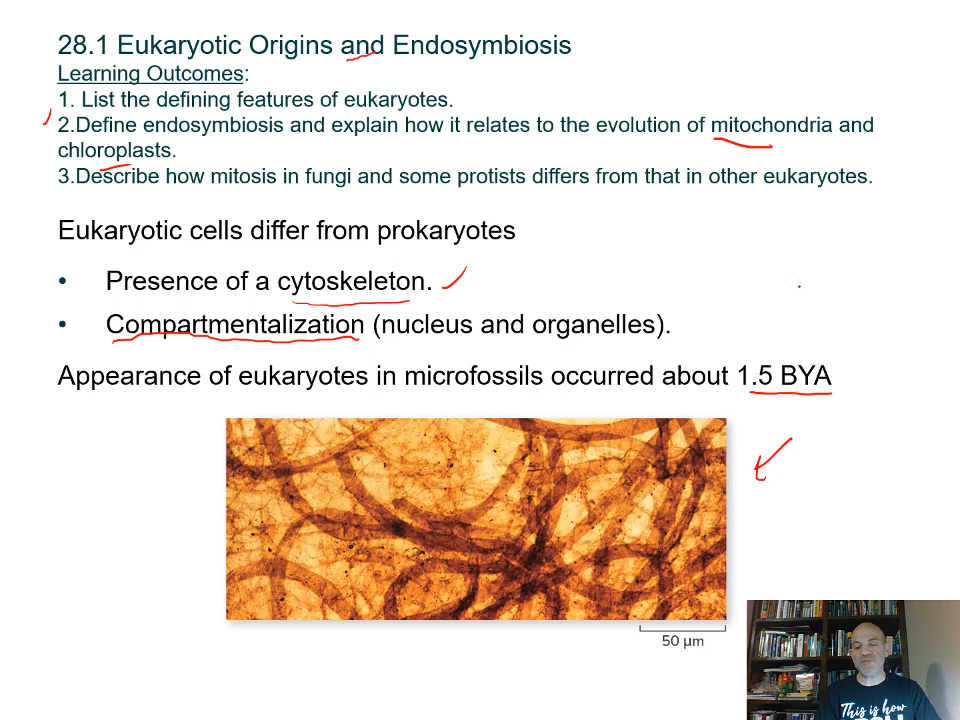 28.1 Eukaryotic Origins and Endosymbiosis
Learning Outcomes:
1. List the defining features of eukaryotes.
2.Define endosymbiosis and explain how it relates to the evolution of mitochondria and
chloroplasts.
3.Describe how mitosis in fungi and some protists differs from that in other eukaryotes.
Eukaryotic cells differ from prokaryotes
• Presence of a cytoskeleton.
• Compartmentalization (nucleus and organelles).
Appearance of eukaryotes in microfossils occurred about 1.5 BYA
50 µm
This is how